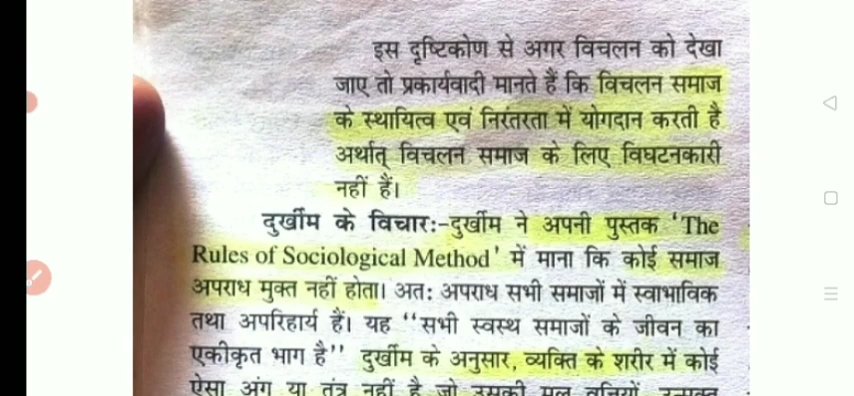 इस दृष्टिकोण से अगर विचलन को देखा
जाए तो प्रकार्यवादी मानते हैं कि विचलन समाज
के स्थायित्व एवं निरंतरता में योगदान करती है
अर्थात् विचलन समाज के लिए विघटनकारी
नहीं हैं।
दुर्खीम के विचारः-दुर्खीम ने अपनी पुस्तक 'The
Rules of Sociological Method' में माना कि कोई समाज
अपराध मुक्त नहीं होता। अतः अपराध सभी समाजों में स्वाभाविक
तथा अपरिहार्य हैं। यह "सभी स्वस्थ समाजों के जीवन का
एकीकृत भाग है" दुर्खीम के अनुसार, व्यक्ति के शरीर में कोई
ऐसा अंग या तंत्र नहीं है जो उसकी मूल